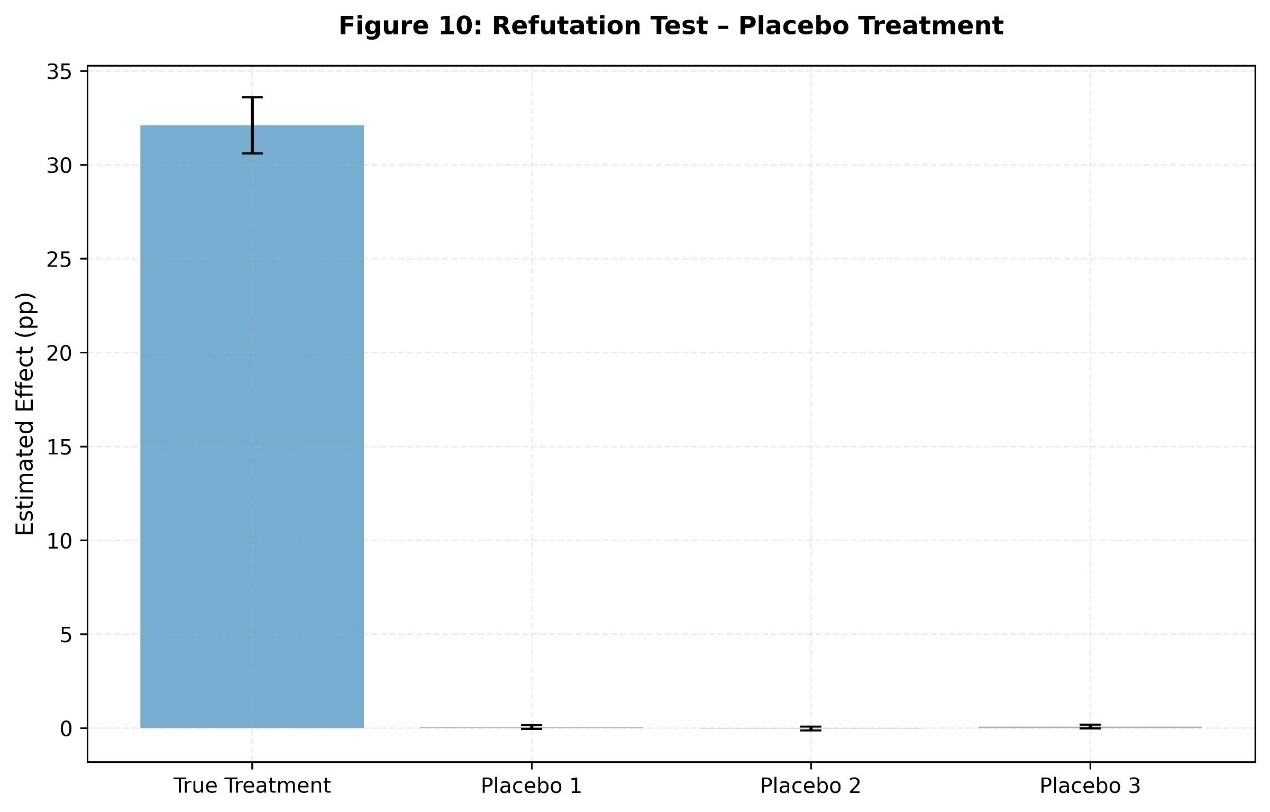 Figure 10: Refutation Test – Placebo Treatment
Estimated Effect (pp)
35
30
25
20
15
10
5
0
True Treatment
Placebo 1
Placebo 2
Placebo 3